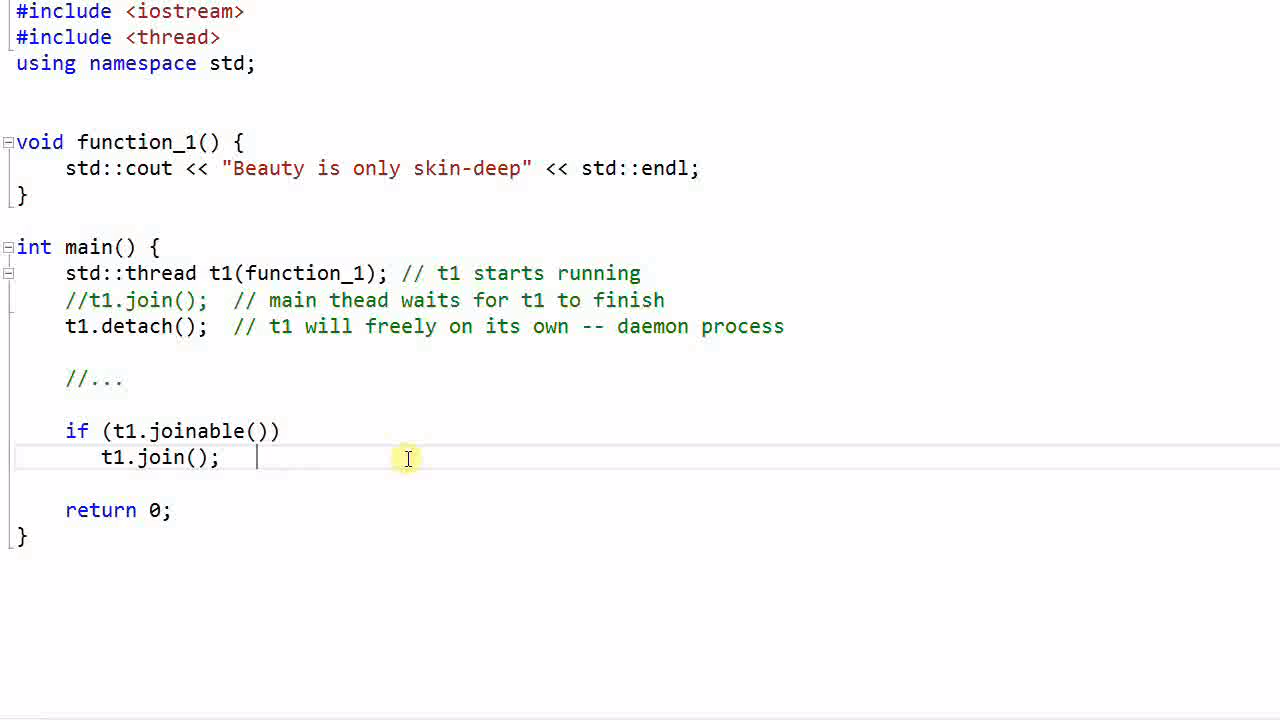 #include <iostream>
#include <thread>
using namespace std;
void function_1() {
std::cout << "Beauty is only skin-deep" << std::endl;
}
int main() {
std::thread t1(function_1); // t1 starts running
//t1.join();  // main thead waits for t1 to finish
t1.detach();  // t1 will freely on its own -- daemon process
//...
if (t1.joinable())
t1.join();
return 0;
}